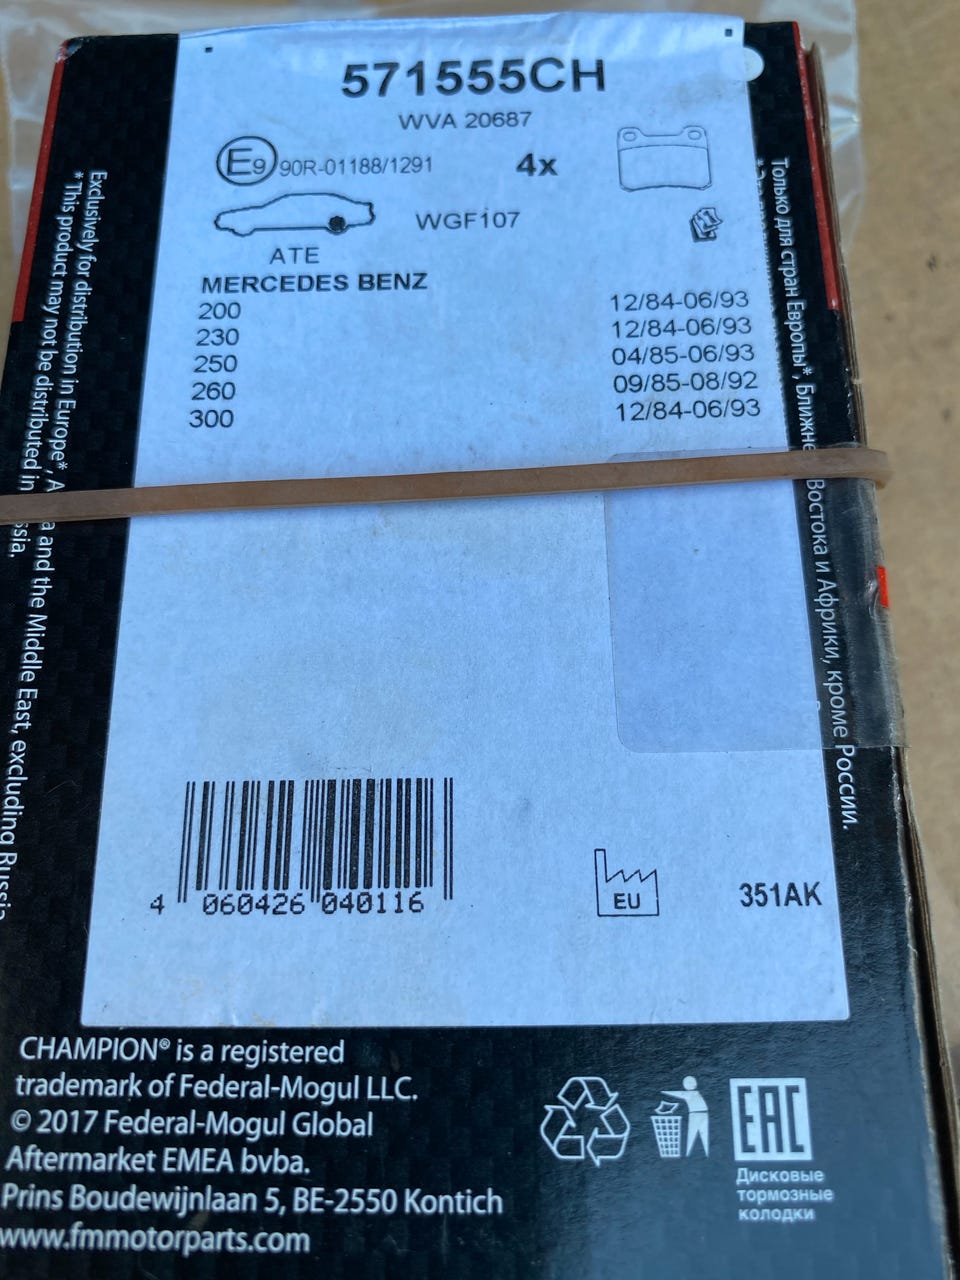 571555CH
WVA 20687
E9 90R-01188/1291
4x
WGF107
ATE
MERCEDES BENZ
200 12/84-06/93
230 12/84-06/93
250 04/85-06/93
260 09/85-08/92
300 12/84-06/93
Exclusively for distribution in Europe*, A a and the Middle East, excluding Russia
*This product may not be distributed in sia.
Только для стран Европы*, Ближне Востока и Африки, кроме России.
4 060426 040116
EU
351AK
CHAMPION® is a registered
trademark of Federal-Mogul LLC.
© 2017 Federal-Mogul Global
Aftermarket EMEA bvba.
Prins Boudewijnlaan 5, BE-2550 Kontich
www.fmmotorparts.com
EAC
Дисковые
тормозные
колодки